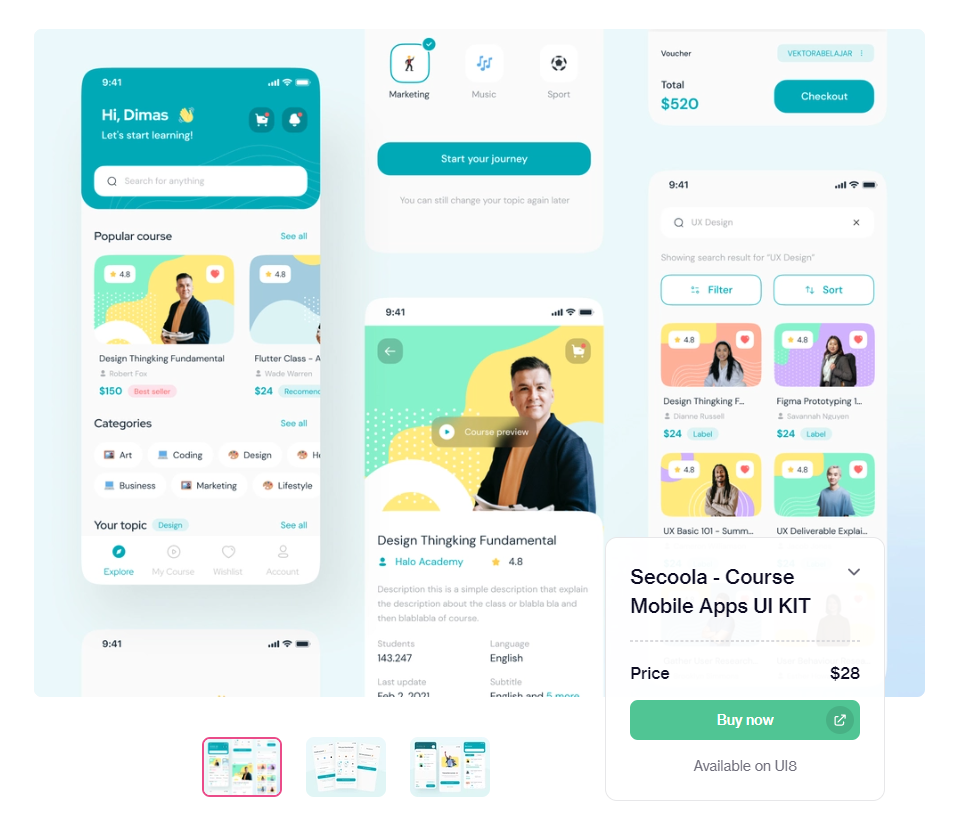 9:41
Hi, Dimas
Let's start learning!
Search for anything
Popular course
See all
4.8
4.8
Design Thingking Fundamental
Flutter Class - A
Robert Fox
Wade Warren
$150
Best seller
$24
Recomend
Categories
See all
Art
Coding
Design
He
Business
Marketing
Lifestyle
Your topic
Design
See all
Explore
My Course
Wishlist
Account
9:41
Marketing
Music
Sport
Start your journey
You can still change your topic again later
9:41
Course preview
Design Thingking Fundamental
Halo Academy
4.8
Description this is a simple description that explain
the description about the class or blabla bla and
then blablabla of course.
Students
Language
143.247
English
Last update
Subtitle
Feb 2, 2021
English and 5 more
Voucher
VEKTORABELAJAR
Total
$520
Checkout
9:41
UX Design
Showing search result for "UX Design"
Filter
Sort
4.8
4.8
Design Thingking F...
Figma Prototyping 1...
Dianne Russell
Savannah Nguyen
$24
Label
$24
Label
4.8
4.8
UX Basic 101 - Summ...
UX Deliverable Explai...
Secoola - Course
Mobile Apps UI KIT
Price
$28
Buy now
Available on UI8